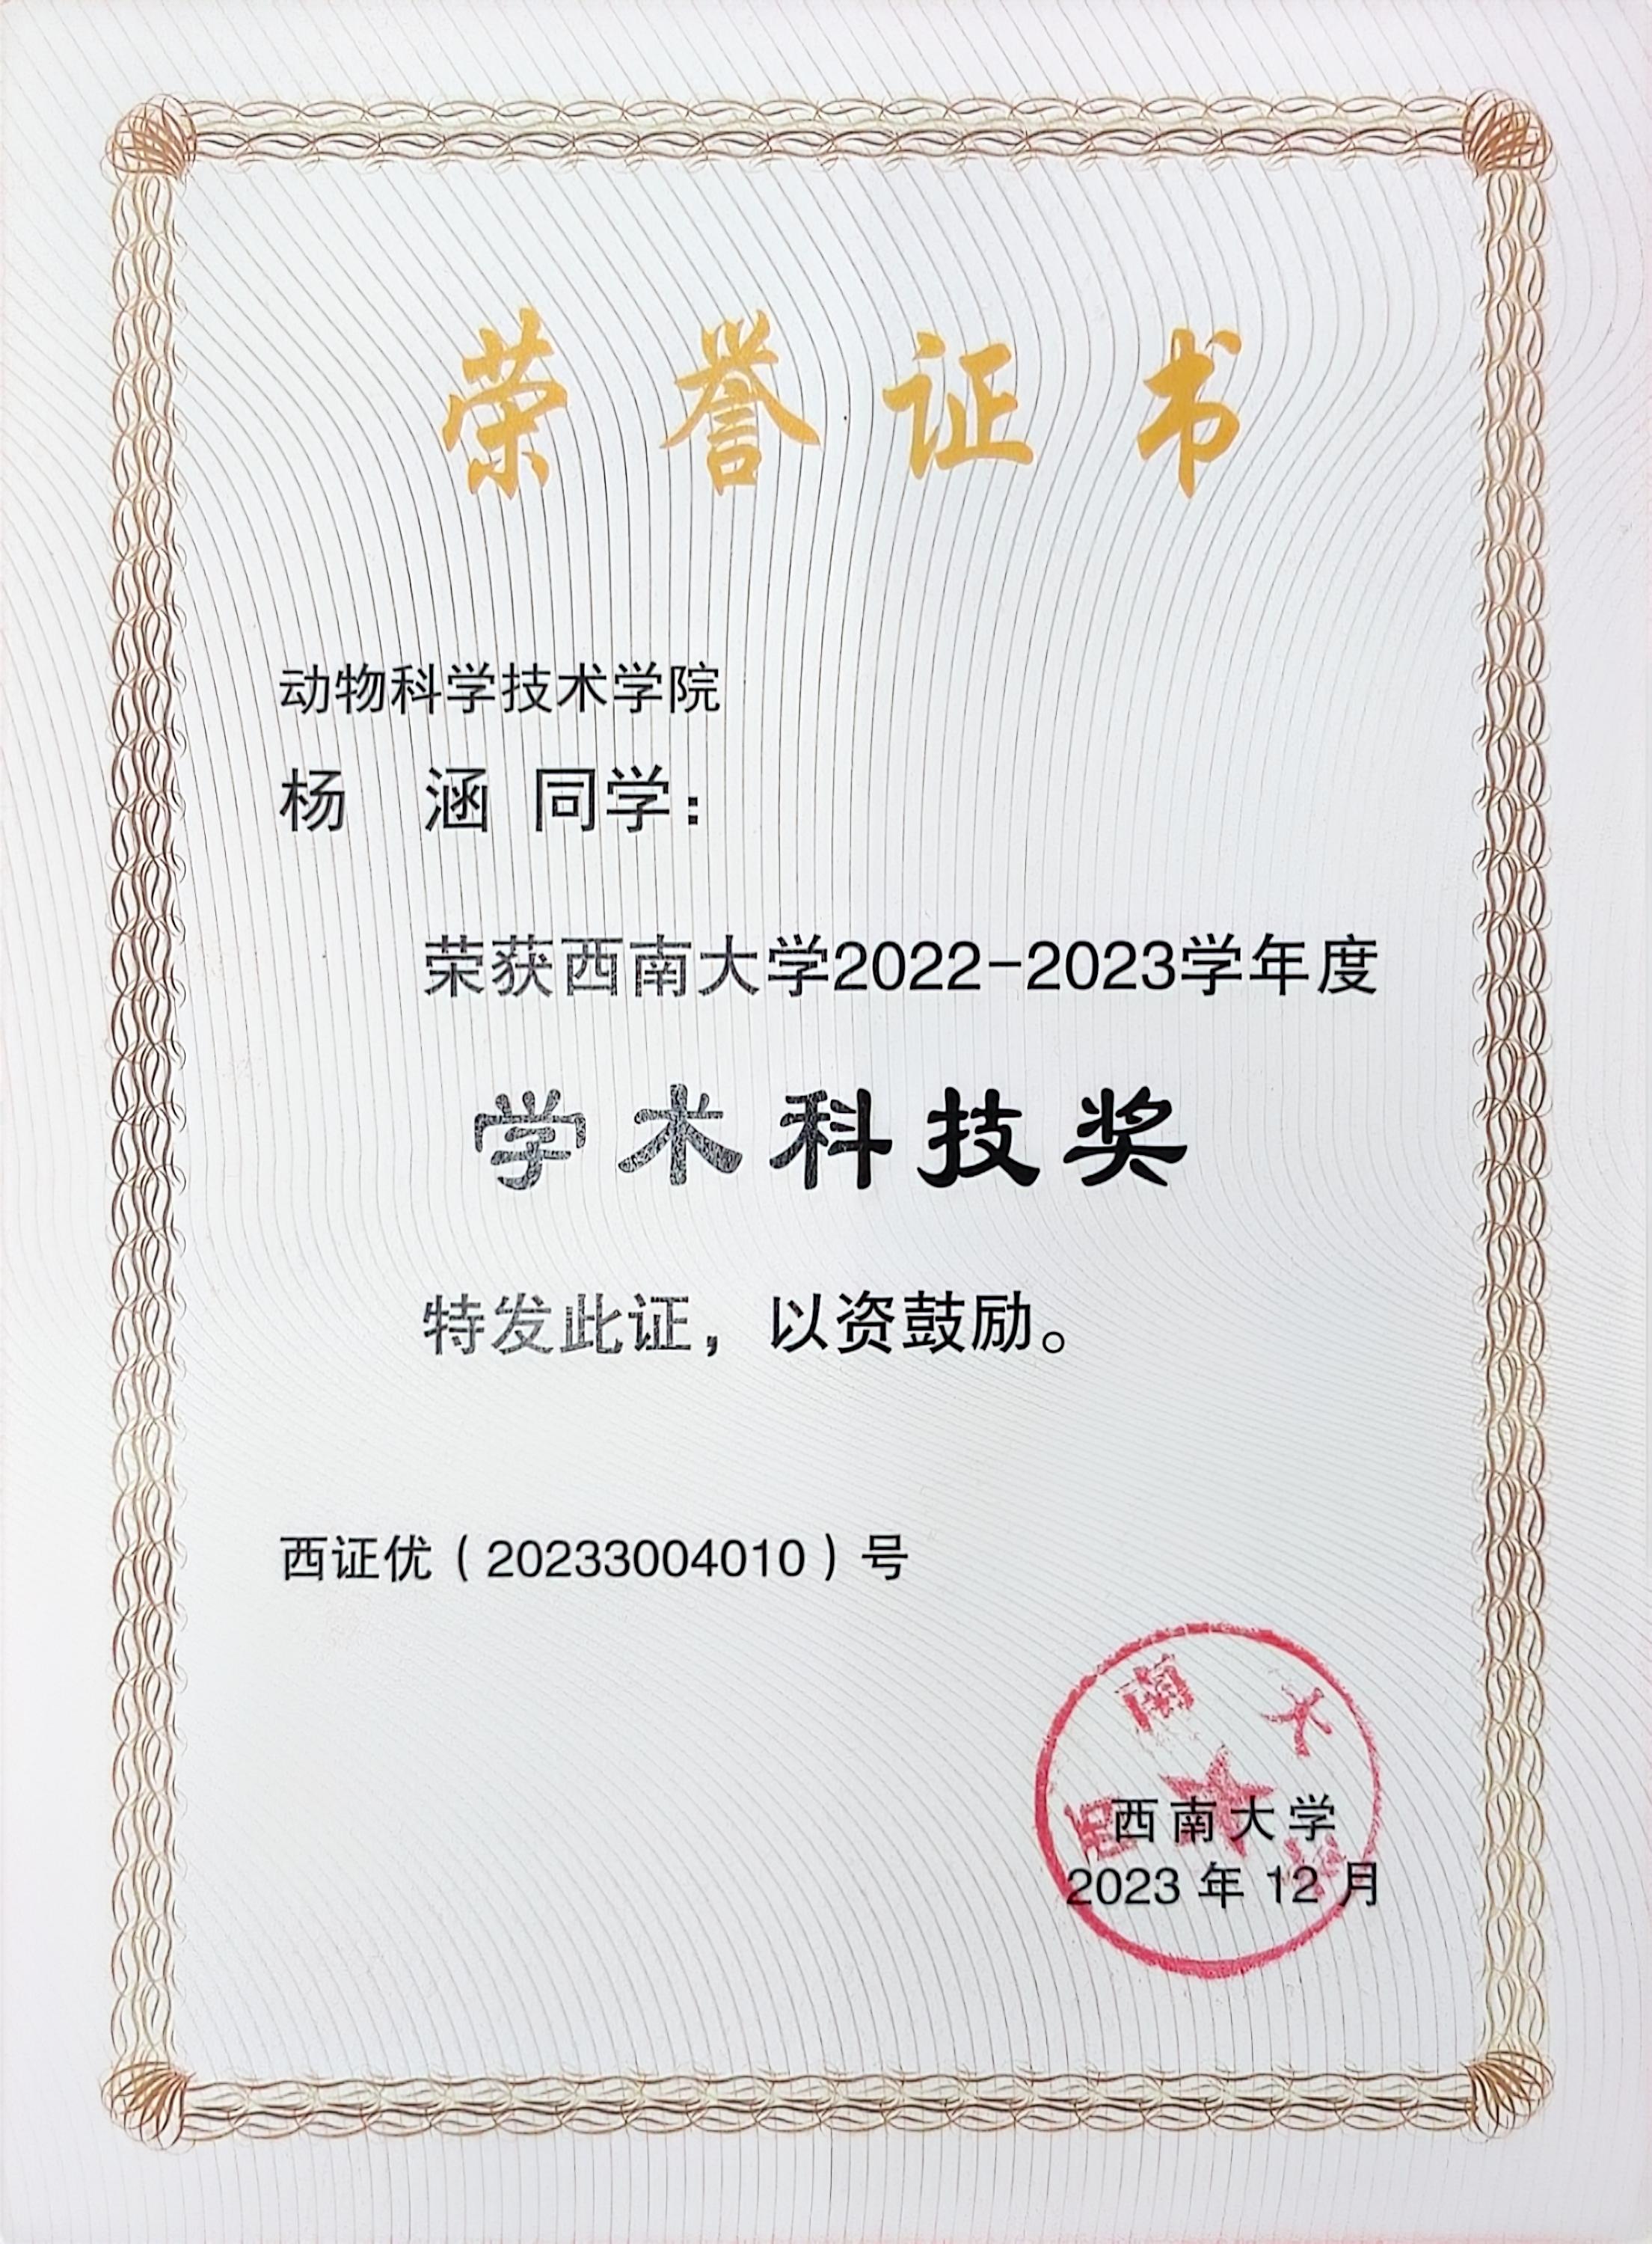 荣誉证书
动物科学技术学院
杨 涵 同学：
荣获西南大学2022-2023学年度
学术科技奖
特发此证，以资鼓励。
西证优（20233004010）号
西南大学
西南大学
2023 年 12 月